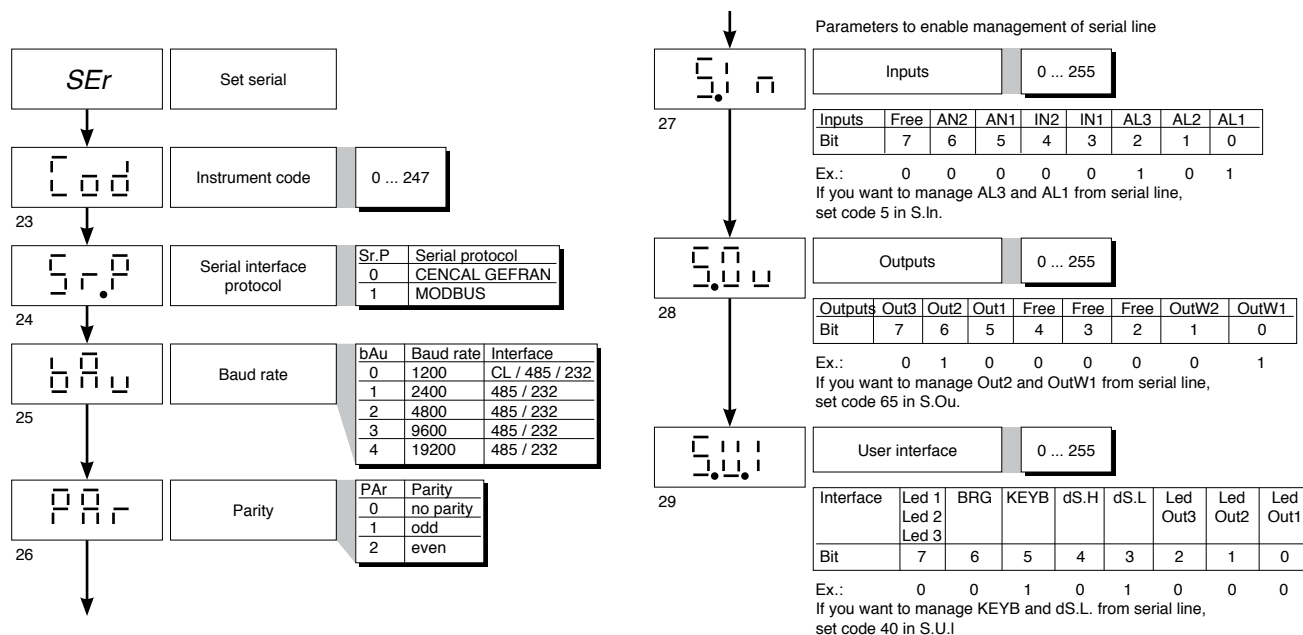 SEr
Set serial
Cod
Instrument code
0 ... 247
23
Sr.P
Serial interface
protocol
Sr.P Serial protocol
0 CENCAL GEFRAN
1 MODBUS
24
bAu
Baud rate
bAu Baud rate Interface
0 1200 CL / 485 / 232
1 2400 485 / 232
2 4800 485 / 232
3 9600 485 / 232
4 19200 485 / 232
25
PAr
Parity
PAr Parity
0 no parity
1 odd
2 even
26
Parameters to enable management of serial line
S.I n
Inputs
0 ... 255
27
Inputs Free AN2 AN1 IN2 IN1 AL3 AL2 AL1
Bit 7 6 5 4 3 2 1 0
Ex.: 0 0 0 0 0 1 0 1
If you want to manage AL3 and AL1 from serial line,
set code 5 in S.In.
S.O u
Outputs
0 ... 255
28
Outputs Out3 Out2 Out1 Free Free Free OutW2 OutW1
Bit 7 6 5 4 3 2 1 0
Ex.: 0 1 0 0 0 0 0 1
If you want to manage Out2 and OutW1 from serial line,
set code 65 in S.Ou.
S.U.I
User interface
0 ... 255
29
Interface Led 1 BRG KEYB dS.H dS.L Led Led Led
Led 2 Out3 Out2 Out1
Led 3
Bit 7 6 5 4 3 2 1 0
Ex.: 0 0 1 0 1 0 0 0
If you want to manage KEYB and dS.L. from serial line,
set code 40 in S.U.I